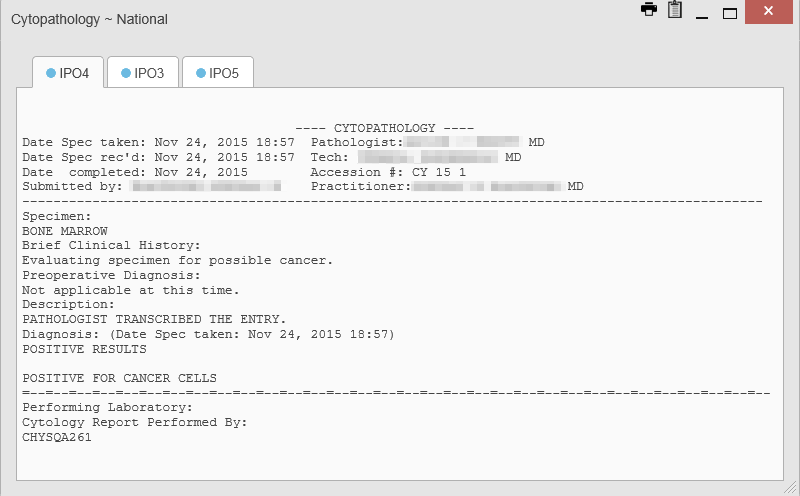 Cytopathology ~ National
IPO4 IPO3 IPO5
---- CYTOPATHOLOGY ----
Date Spec taken: Nov 24, 2015 18:57 Pathologist: MD
Date Spec rec'd: Nov 24, 2015 18:57 Tech: MD
Date completed: Nov 24, 2015 Accession #: CY 15 1
Submitted by: Practitioner: MD
Specimen:
BONE MARROW
Brief Clinical History:
Evaluating specimen for possible cancer.
Preoperative Diagnosis:
Not applicable at this time.
Description:
PATHOLOGIST TRANSCRIBED THE ENTRY.
Diagnosis: (Date Spec taken: Nov 24, 2015 18:57)
POSITIVE RESULTS
POSITIVE FOR CANCER CELLS
Performing Laboratory:
Cytology Report Performed By:
CHYSQA261